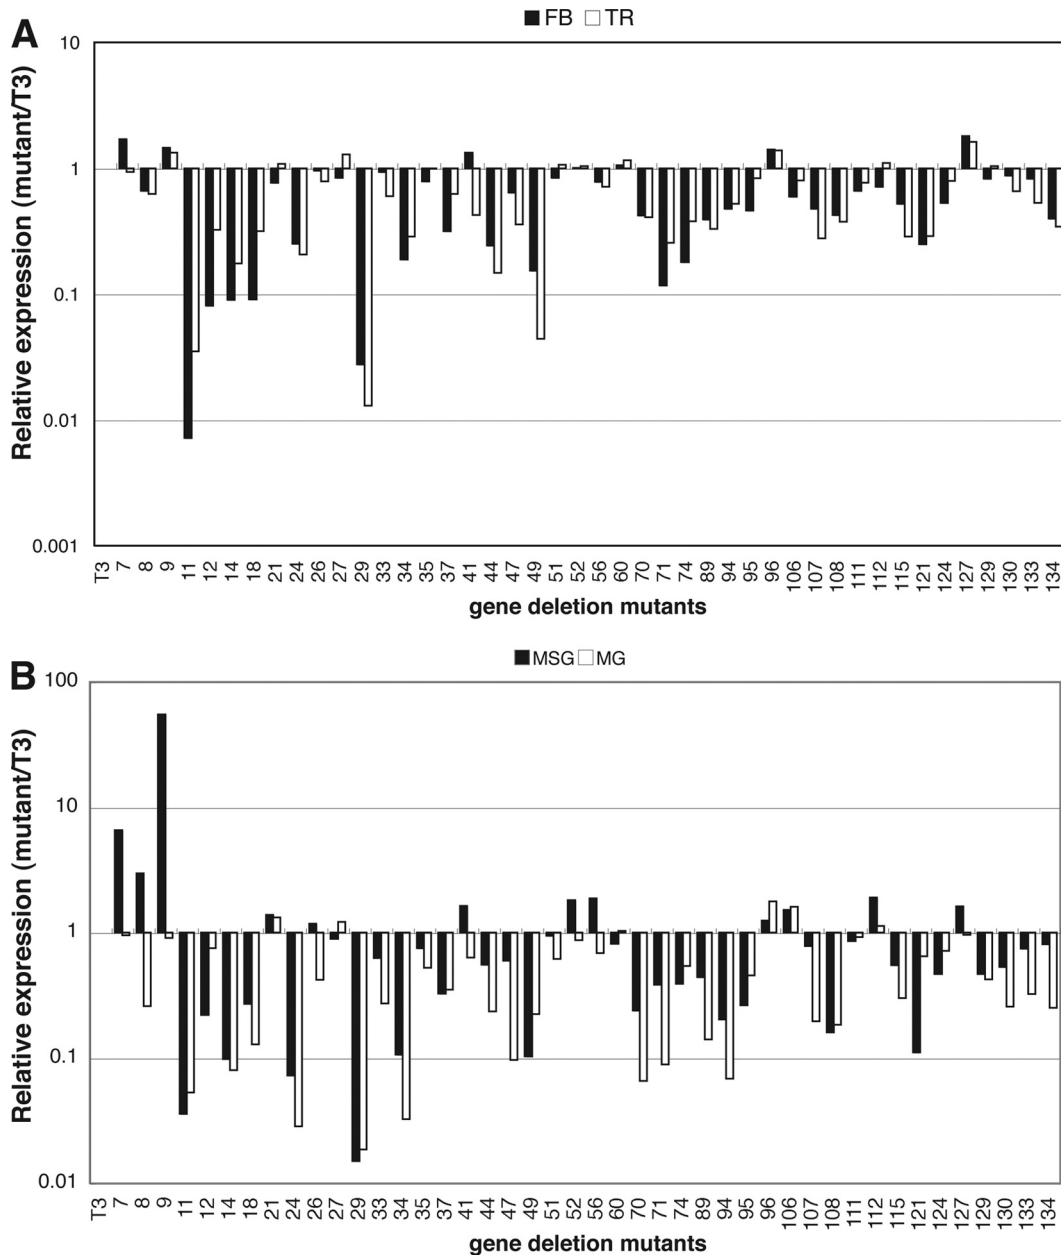 FB TR
A
Relative expression (mutant/T3)
10
1
0.1
0.01
0.001
T3 7 8 9 11 12 14 18 21 24 26 27 29 33 34 35 37 41 44 47 49 51 52 56 60 70 71 74 89 94 95 96 106 107 108 111 112 115 121 124 127 129 130 133 134
gene deletion mutants
MSG MG
B
Relative expression (mutant/T3)
100
10
1
0.1
0.01
T3 7 8 9 11 12 14 18 21 24 26 27 29 33 34 35 37 41 44 47 49 51 52 56 60 70 71 74 89 94 95 96 106 107 108 111 112 115 121 124 127 129 130 133 134
gene deletion mutants